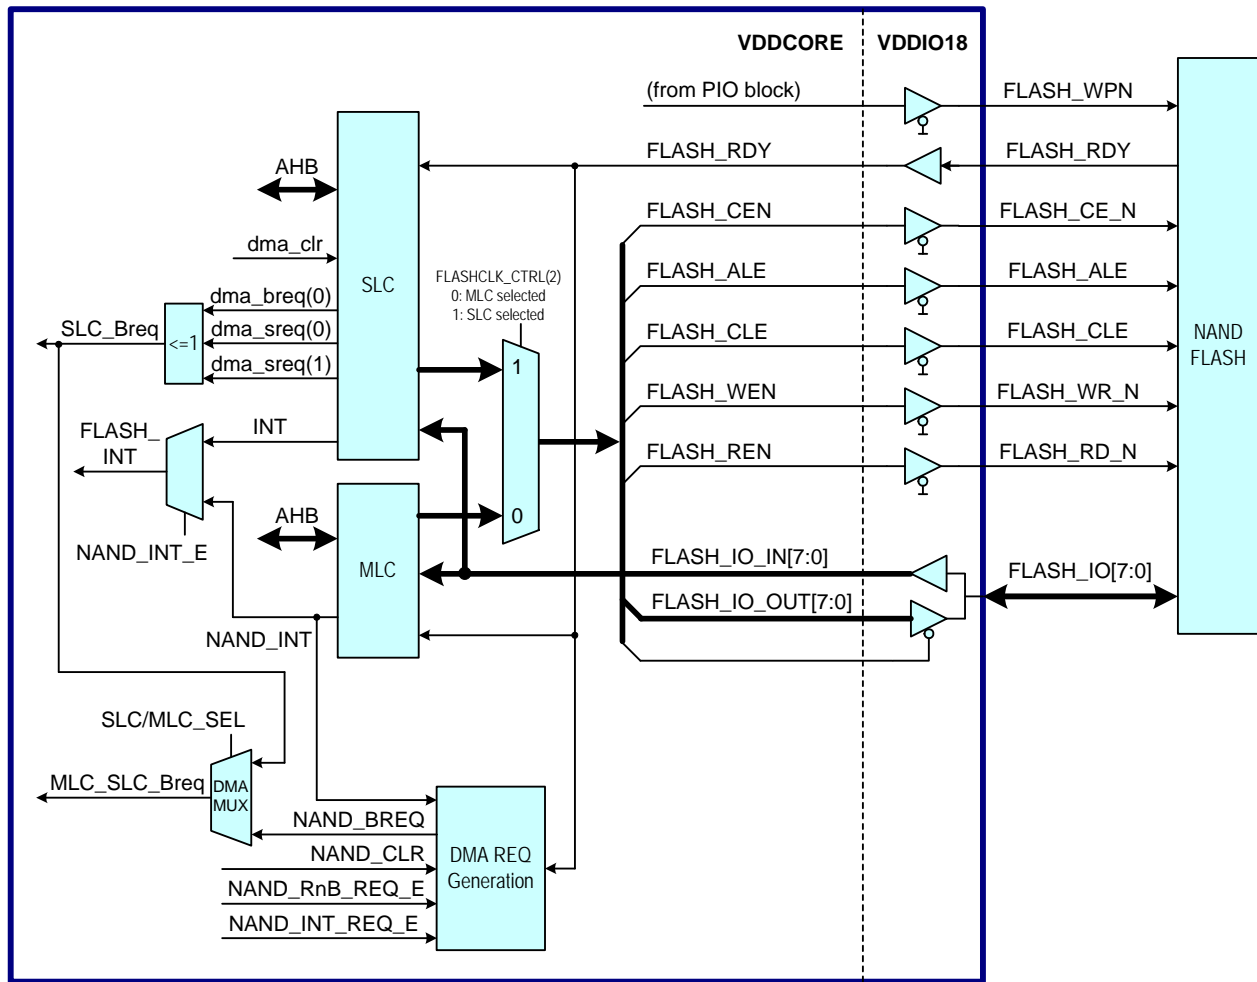 VDDCORE
VDDIO18
(from PIO block)
FLASH_WPN
FLASH_RDY
FLASH_RDY
AHB
FLASH_CEN
FLASH_CE_N
dma_clr
FLASH_ALE
FLASH_ALE
SLC
FLASHCLK_CTRL(2)
0: MLC selected
1: SLC selected
dma_breq(0)
SLC_Breq
<=1
dma_sreq(0)
dma_sreq(1)
FLASH_CLE
FLASH_CLE
NAND
FLASH
1
FLASH_WEN
FLASH_WR_N
FLASH_
INT
INT
FLASH_REN
FLASH_RD_N
0
AHB
NAND_INT_E
MLC
FLASH_IO_IN[7:0]
FLASH_IO[7:0]
FLASH_IO_OUT[7:0]
NAND_INT
SLC/MLC_SEL
MLC_SLC_Breq
DMA
MUX
NAND_BREQ
NAND_CLR
DMA REQ
Generation
NAND_RnB_REQ_E
NAND_INT_REQ_E